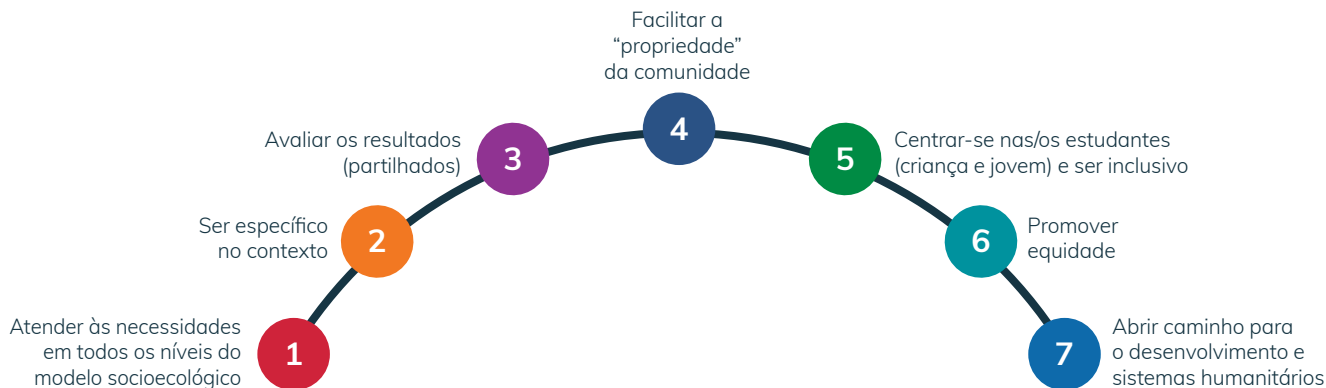 1
Atender às necessidades
em todos os níveis do
modelo socioecológico
2
Ser específico
no contexto
3
Avaliar os resultados
(partilhados)
4
Facilitar a
“propriedade”
da comunidade
5
Centrar-se nas/os estudantes
(criança e jovem) e ser inclusivo
6
Promover
equidade
7
Abrir caminho para
o desenvolvimento e
sistemas humanitários